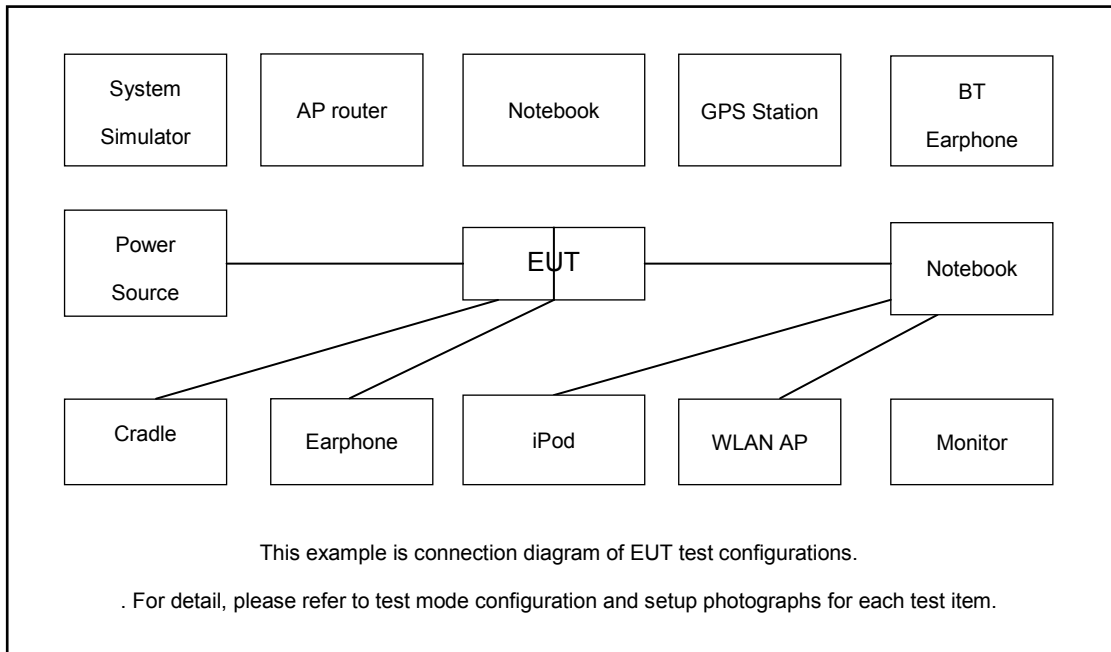 System
Simulator
AP router
Notebook
GPS Station
BT
Earphone
Power
Source
EUT
Notebook
Cradle
Earphone
iPod
WLAN AP
Monitor
This example is connection diagram of EUT test configurations.
. For detail, please refer to test mode configuration and setup photographs for each test item.